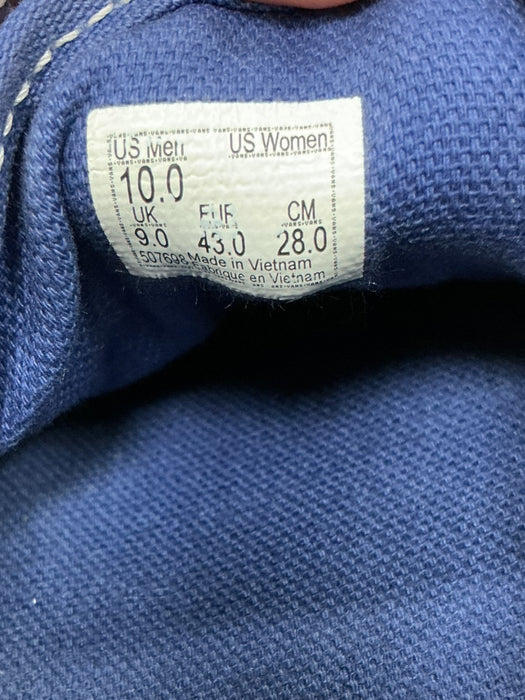 US Men US Women
10.0
UK EUR CM
9.0 43.0 28.0
507698 Made in Vietnam
Fabriqué en Vietnam